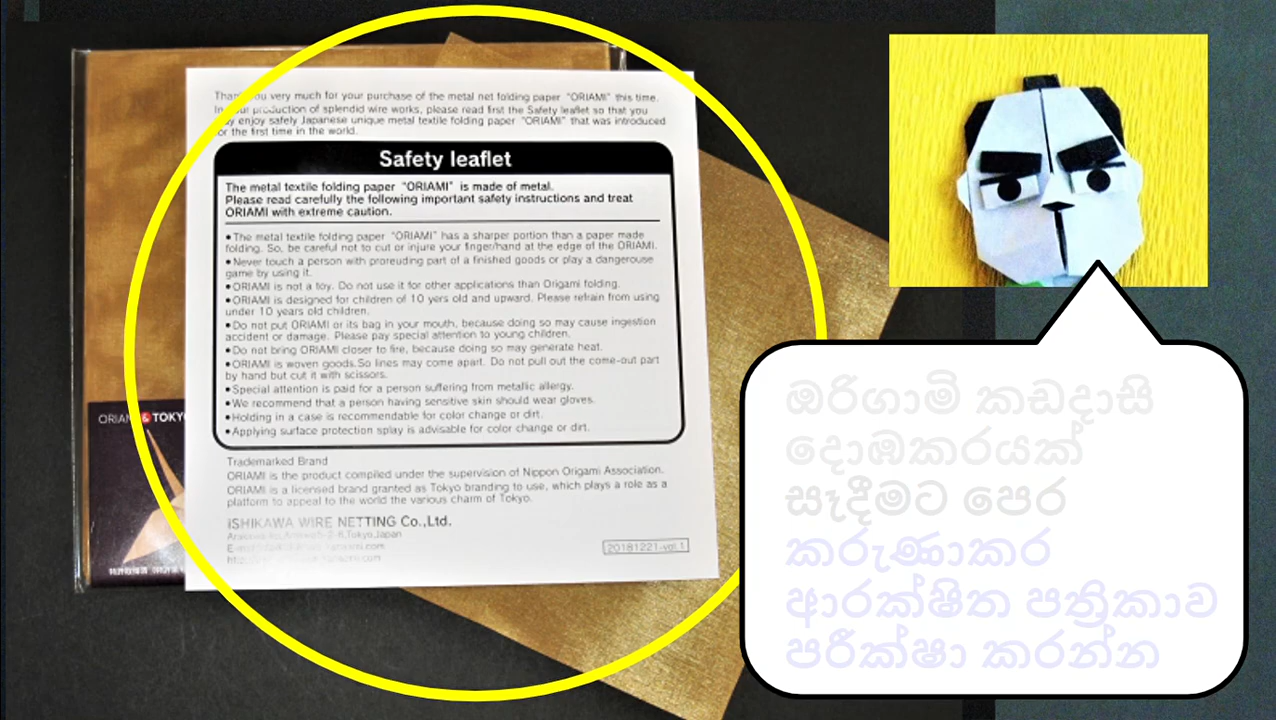 Thank you very much for your purchase of the metal net folding paper "ORIAMI" this time.
In your production of splendid wire works, please read first the Safety leaflet so that you
may enjoy safely Japanese unique metal textile folding paper "ORIAMI" that was introduced
for the first time in the world.
Safety leaflet
The metal textile folding paper "ORIAMI" is made of metal.
Please read carefully the following important safety instructions and treat
ORIAMI with extreme caution.
•The metal textile folding paper "ORIAMI" has a sharper portion than a paper made
folding. So, be careful not to cut or injure your finger/hand at the edge of the ORIAMI.
•Never touch a person with proreuding part of a finished goods or play a dangerouse
game by using it.
•ORIAMI is not a toy. Do not use it for other applications than Origami folding.
•ORIAMI is designed for children of 10 yers old and upward. Please refrain from using
under 10 years old children.
•Do not put ORIAMI or its bag in your mouth, because doing so may cause ingestion
accident or damage. Please pay special attention to young children.
•Do not bring ORIAMI closer to fire, because doing so may generate heat.
•ORIAMI is woven goods.So lines may come apart. Do not pull out the come-out part
by hand but cut it with scissors.
•Special attention is paid for a person suffering from metallic allergy.
•We recommend that a person having sensitive skin should wear gloves.
•Holding in a case is recommendable for color change or dirt.
•Applying surface protection splay is advisable for color change or dirt.
Trademarked Brand
ORIAMI is the product compiled under the supervision of Nippon Origami Association.
ORIAMI is a licensed brand granted as Tokyo branding to use, which plays a role as a
platform to appeal to the world the various charm of Tokyo.
ISHIKAWA WIRE NETTING Co.,Ltd.
Tokyo,Japan
20181221-vol.1
ORIAMI & TOKYO
ඔරිගාමි කඩදාසි
දොඹකරයක්
සෑදීමට පෙර
කරුණාකර
ආරක්ෂිත පත්‍රිකාව
පරීක්ෂා කරන්න